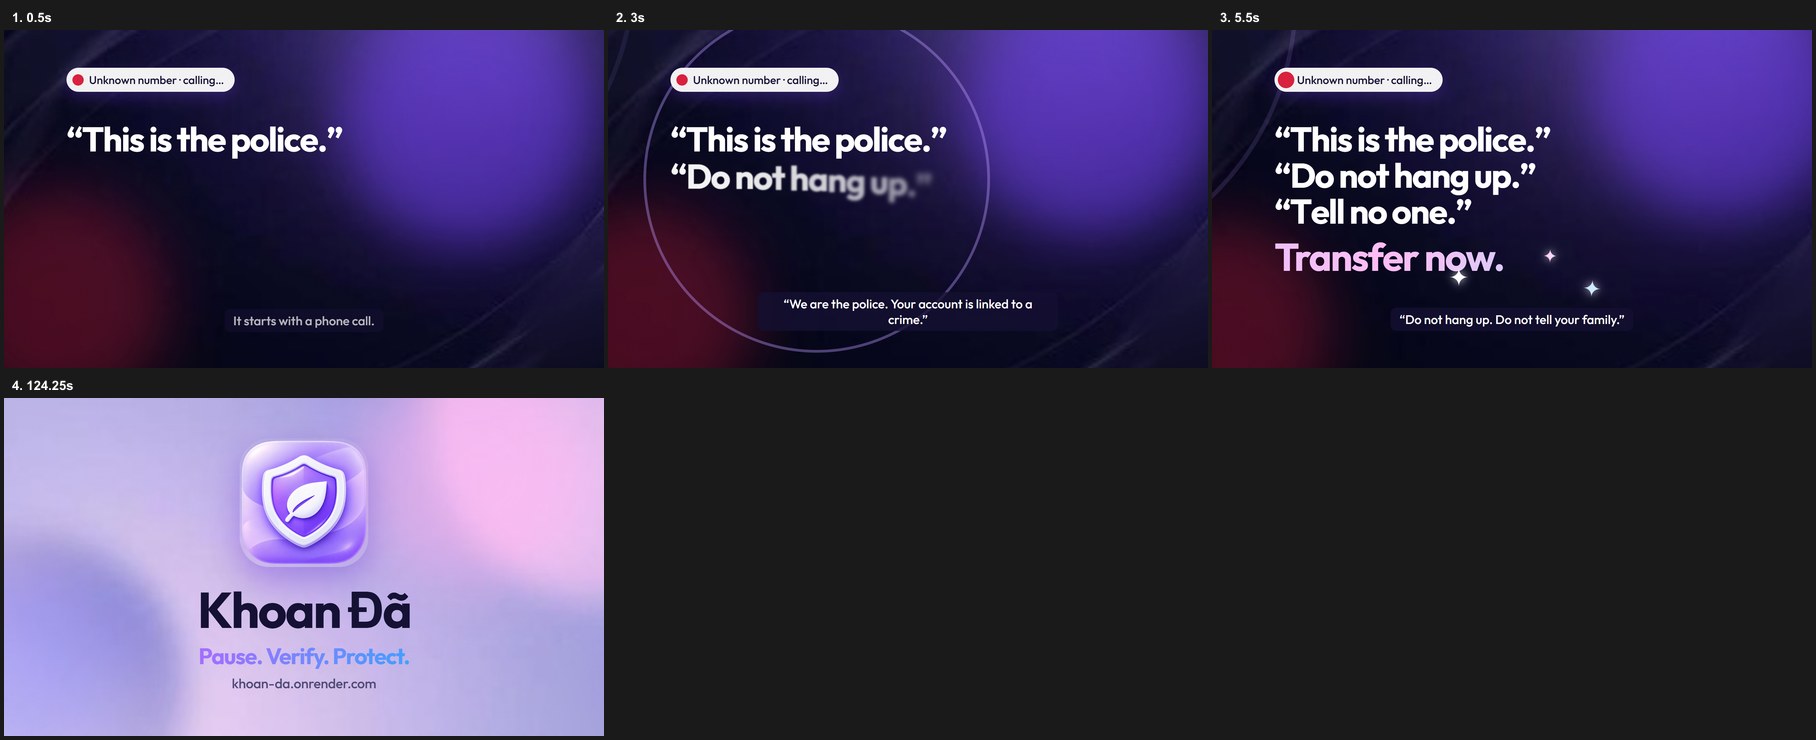 1. 0.5s
Unknown number · calling...
“This is the police.”
It starts with a phone call.
2. 3s
Unknown number · calling...
“This is the police.”
“Do not hang up.”
“We are the police. Your account is linked to a
crime.”
3. 5.5s
Unknown number · calling...
“This is the police.”
“Do not hang up.”
“Tell no one.”
Transfer now.
“Do not hang up. Do not tell your family.”
4. 124.25s
Khoan Đã
Pause. Verify. Protect.
khoan-da.onrender.com